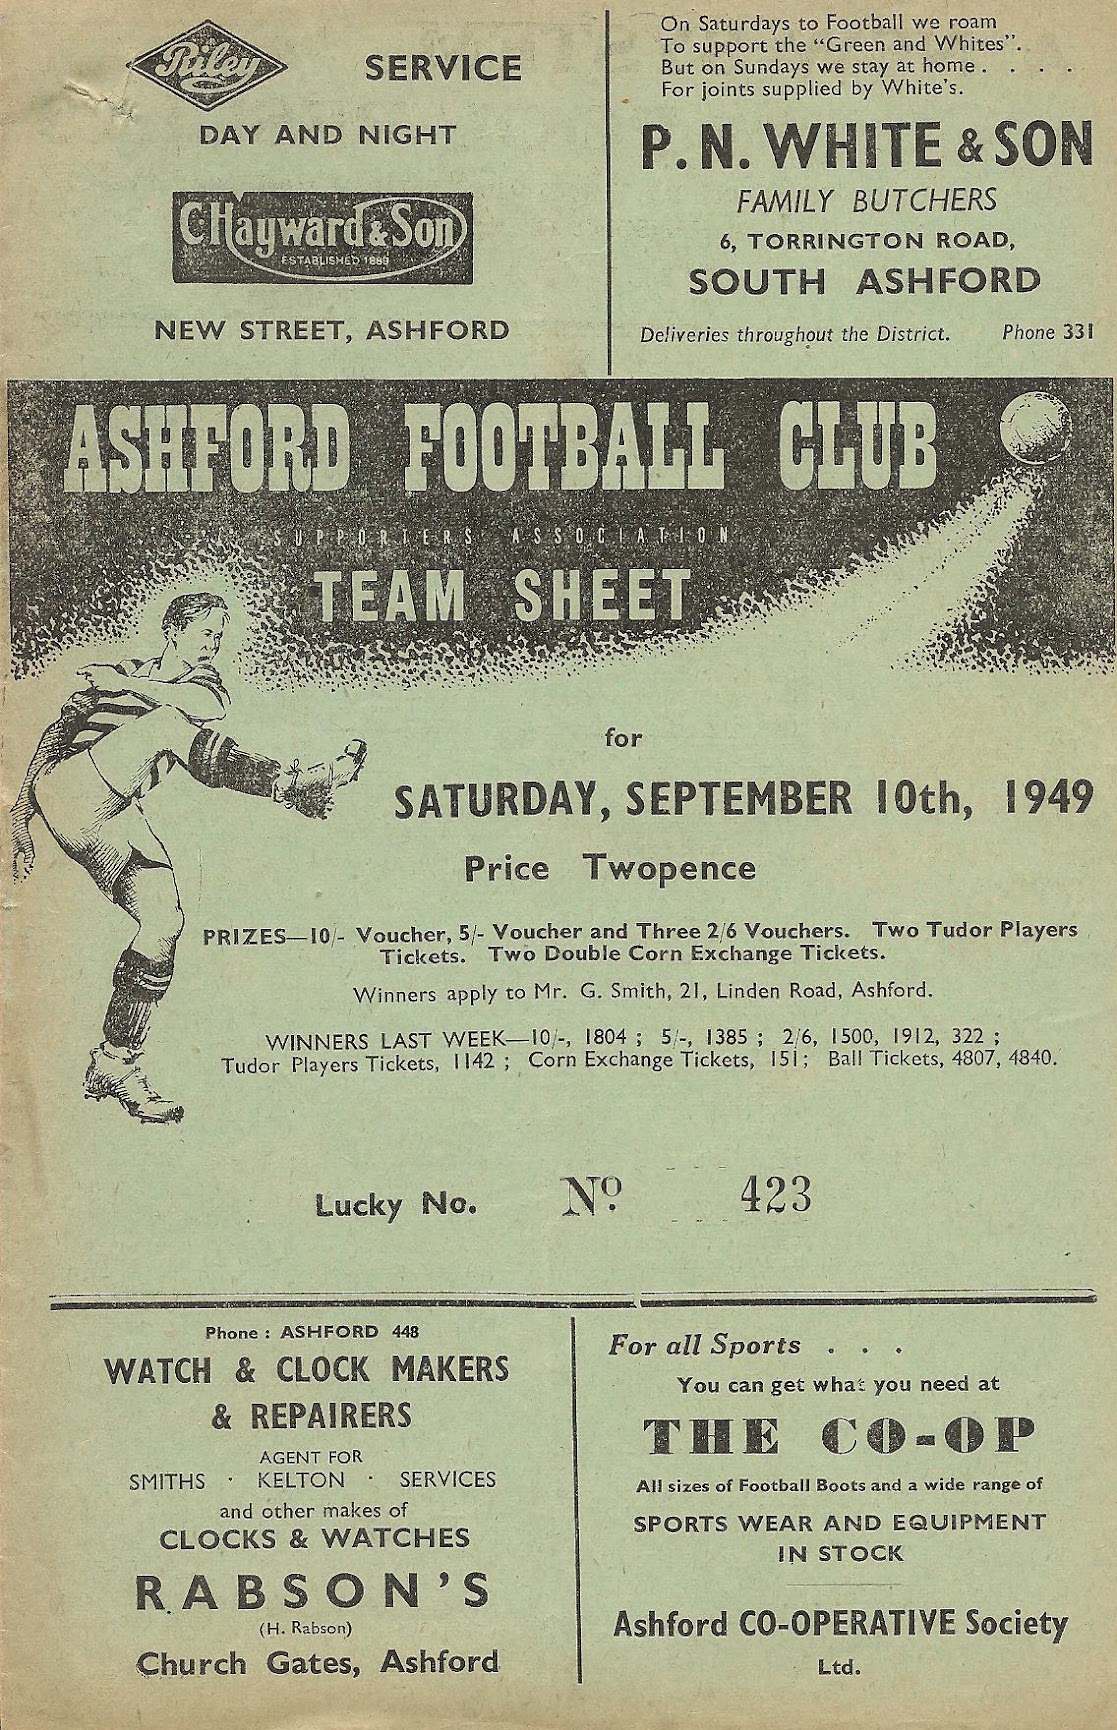 Riley
SERVICE
DAY AND NIGHT
C Hayward & Son
ESTABLISHED 1889
NEW STREET, ASHFORD
On Saturdays to Football we roam
To support the “Green and Whites”.
But on Sundays we stay at home . . . .
For joints supplied by White's.
P. N. WHITE & SON
FAMILY BUTCHERS
6, TORRINGTON ROAD,
SOUTH ASHFORD
Deliveries throughout the District. Phone 331
ASHFORD FOOTBALL CLUB
SUPPORTERS ASSOCIATION
TEAM SHEET
for
SATURDAY, SEPTEMBER 10th, 1949
Price Twopence
PRIZES—10/- Voucher, 5/- Voucher and Three 2/6 Vouchers. Two Tudor Players
Tickets. Two Double Corn Exchange Tickets.
Winners apply to Mr. G. Smith, 21, Linden Road, Ashford.
WINNERS LAST WEEK—10/-, 1804 ; 5/-, 1385 ; 2/6, 1500, 1912, 322 ;
Tudor Players Tickets, 1142 ; Corn Exchange Tickets, 151; Ball Tickets, 4807, 4840.
Lucky No. No. 423
Phone : ASHFORD 448
WATCH & CLOCK MAKERS
& REPAIRERS
AGENT FOR
SMITHS · KELTON · SERVICES
and other makes of
CLOCKS & WATCHES
RABSON'S
(H. Rabson)
Church Gates, Ashford
For all Sports . . .
You can get what you need at
THE CO-OP
All sizes of Football Boots and a wide range of
SPORTS WEAR AND EQUIPMENT
IN STOCK
Ashford CO-OPERATIVE Society
Ltd.